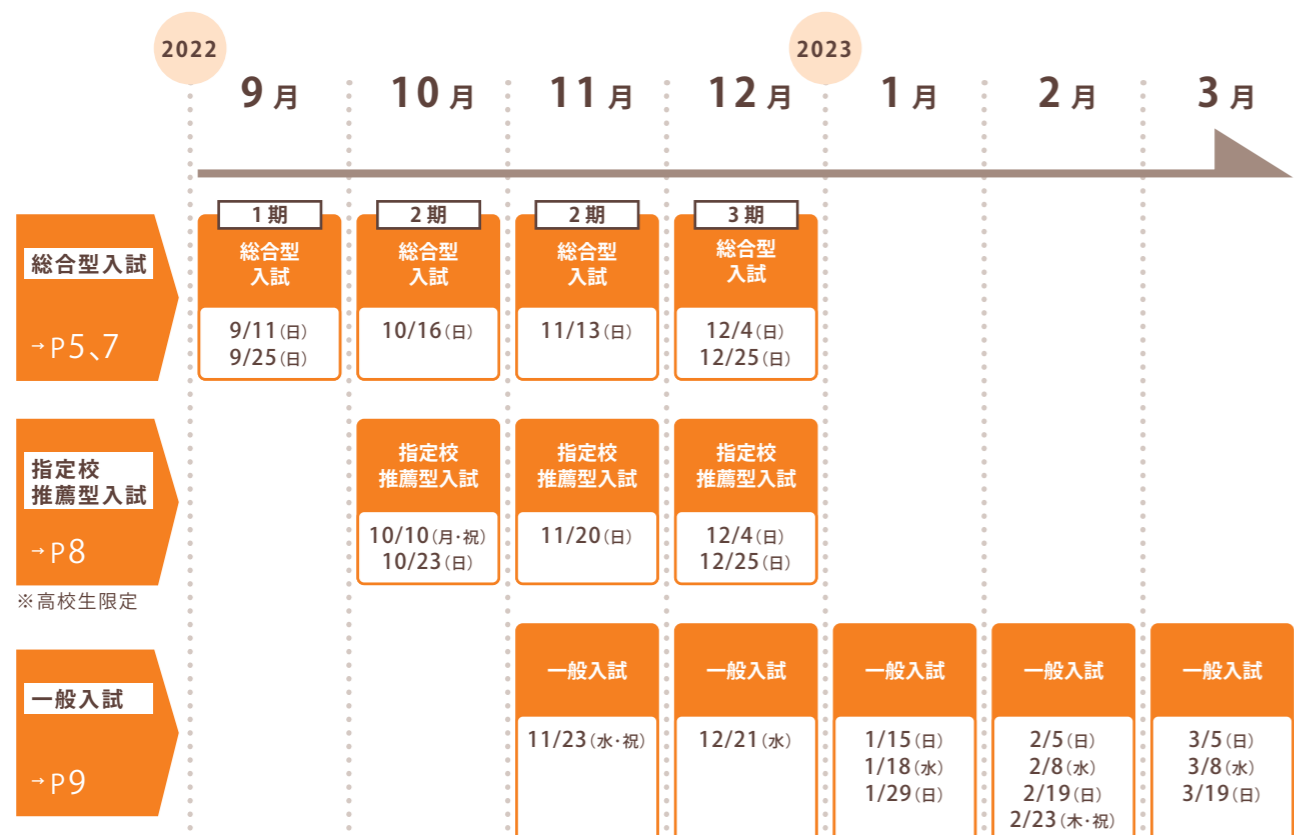 2022
2023
9月
10月
11月
12月
1月
2月
3月
総合型入試
→P5、7
1期
総合型
入試
9/11(日)
9/25(日)
2期
総合型
入試
10/16(日)
2期
総合型
入試
11/13(日)
3期
総合型
入試
12/4(日)
12/25(日)
指定校
推薦型入試
→P8
※高校生限定
指定校
推薦型入試
10/10(月・祝)
10/23(日)
指定校
推薦型入試
11/20(日)
指定校
推薦型入試
12/4(日)
12/25(日)
一般入試
→P9
一般入試
11/23(水・祝)
一般入試
12/21(水)
一般入試
1/15(日)
1/18(水)
1/29(日)
一般入試
2/5(日)
2/8(水)
2/19(日)
2/23(木・祝)
一般入試
3/5(日)
3/8(水)
3/19(日)